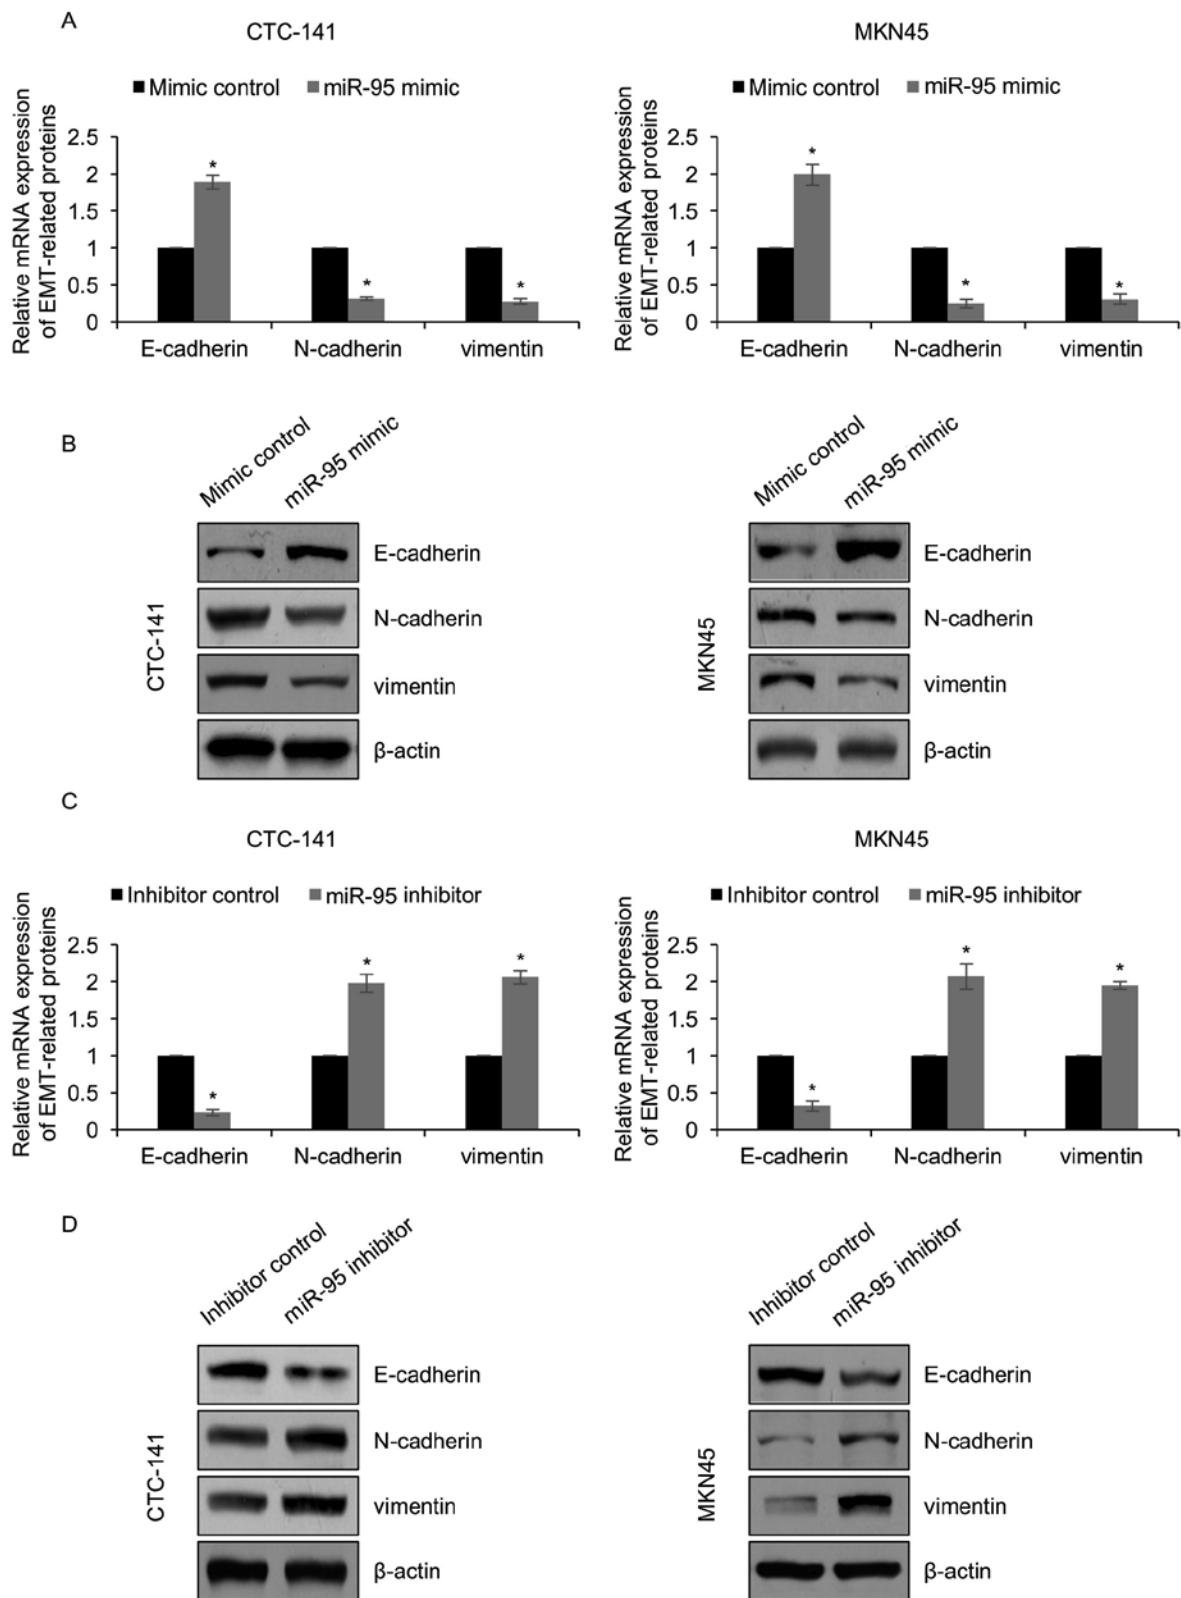 A
CTC-141
MKN45
Mimic control miR-95 mimic
Mimic control miR-95 mimic
Relative mRNA expression
of EMT-related proteins
2.5
2
1.5
1
0.5
0
E-cadherin N-cadherin vimentin
* * *
Relative mRNA expression
of EMT-related proteins
2.5
2
1.5
1
0.5
0
E-cadherin N-cadherin vimentin
* * *
B
Mimic control
miR-95 mimic
CTC-141
E-cadherin
N-cadherin
vimentin
β-actin
Mimic control
miR-95 mimic
MKN45
E-cadherin
N-cadherin
vimentin
β-actin
C
CTC-141
MKN45
Inhibitor control miR-95 inhibitor
Inhibitor control miR-95 inhibitor
Relative mRNA expression
of EMT-related proteins
2.5
2
1.5
1
0.5
0
E-cadherin N-cadherin vimentin
* * *
Relative mRNA expression
of EMT-related proteins
2.5
2
1.5
1
0.5
0
E-cadherin N-cadherin vimentin
* * *
D
Inhibitor control
miR-95 inhibitor
CTC-141
E-cadherin
N-cadherin
vimentin
β-actin
Inhibitor control
miR-95 inhibitor
MKN45
E-cadherin
N-cadherin
vimentin
β-actin